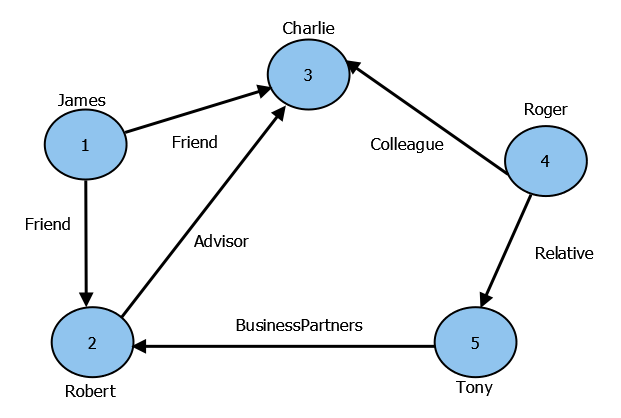 Charlie
3
James
1
Friend
Roger
4
Colleague
Friend
Advisor
Relative
BusinessPartners
2
Robert
5
Tony